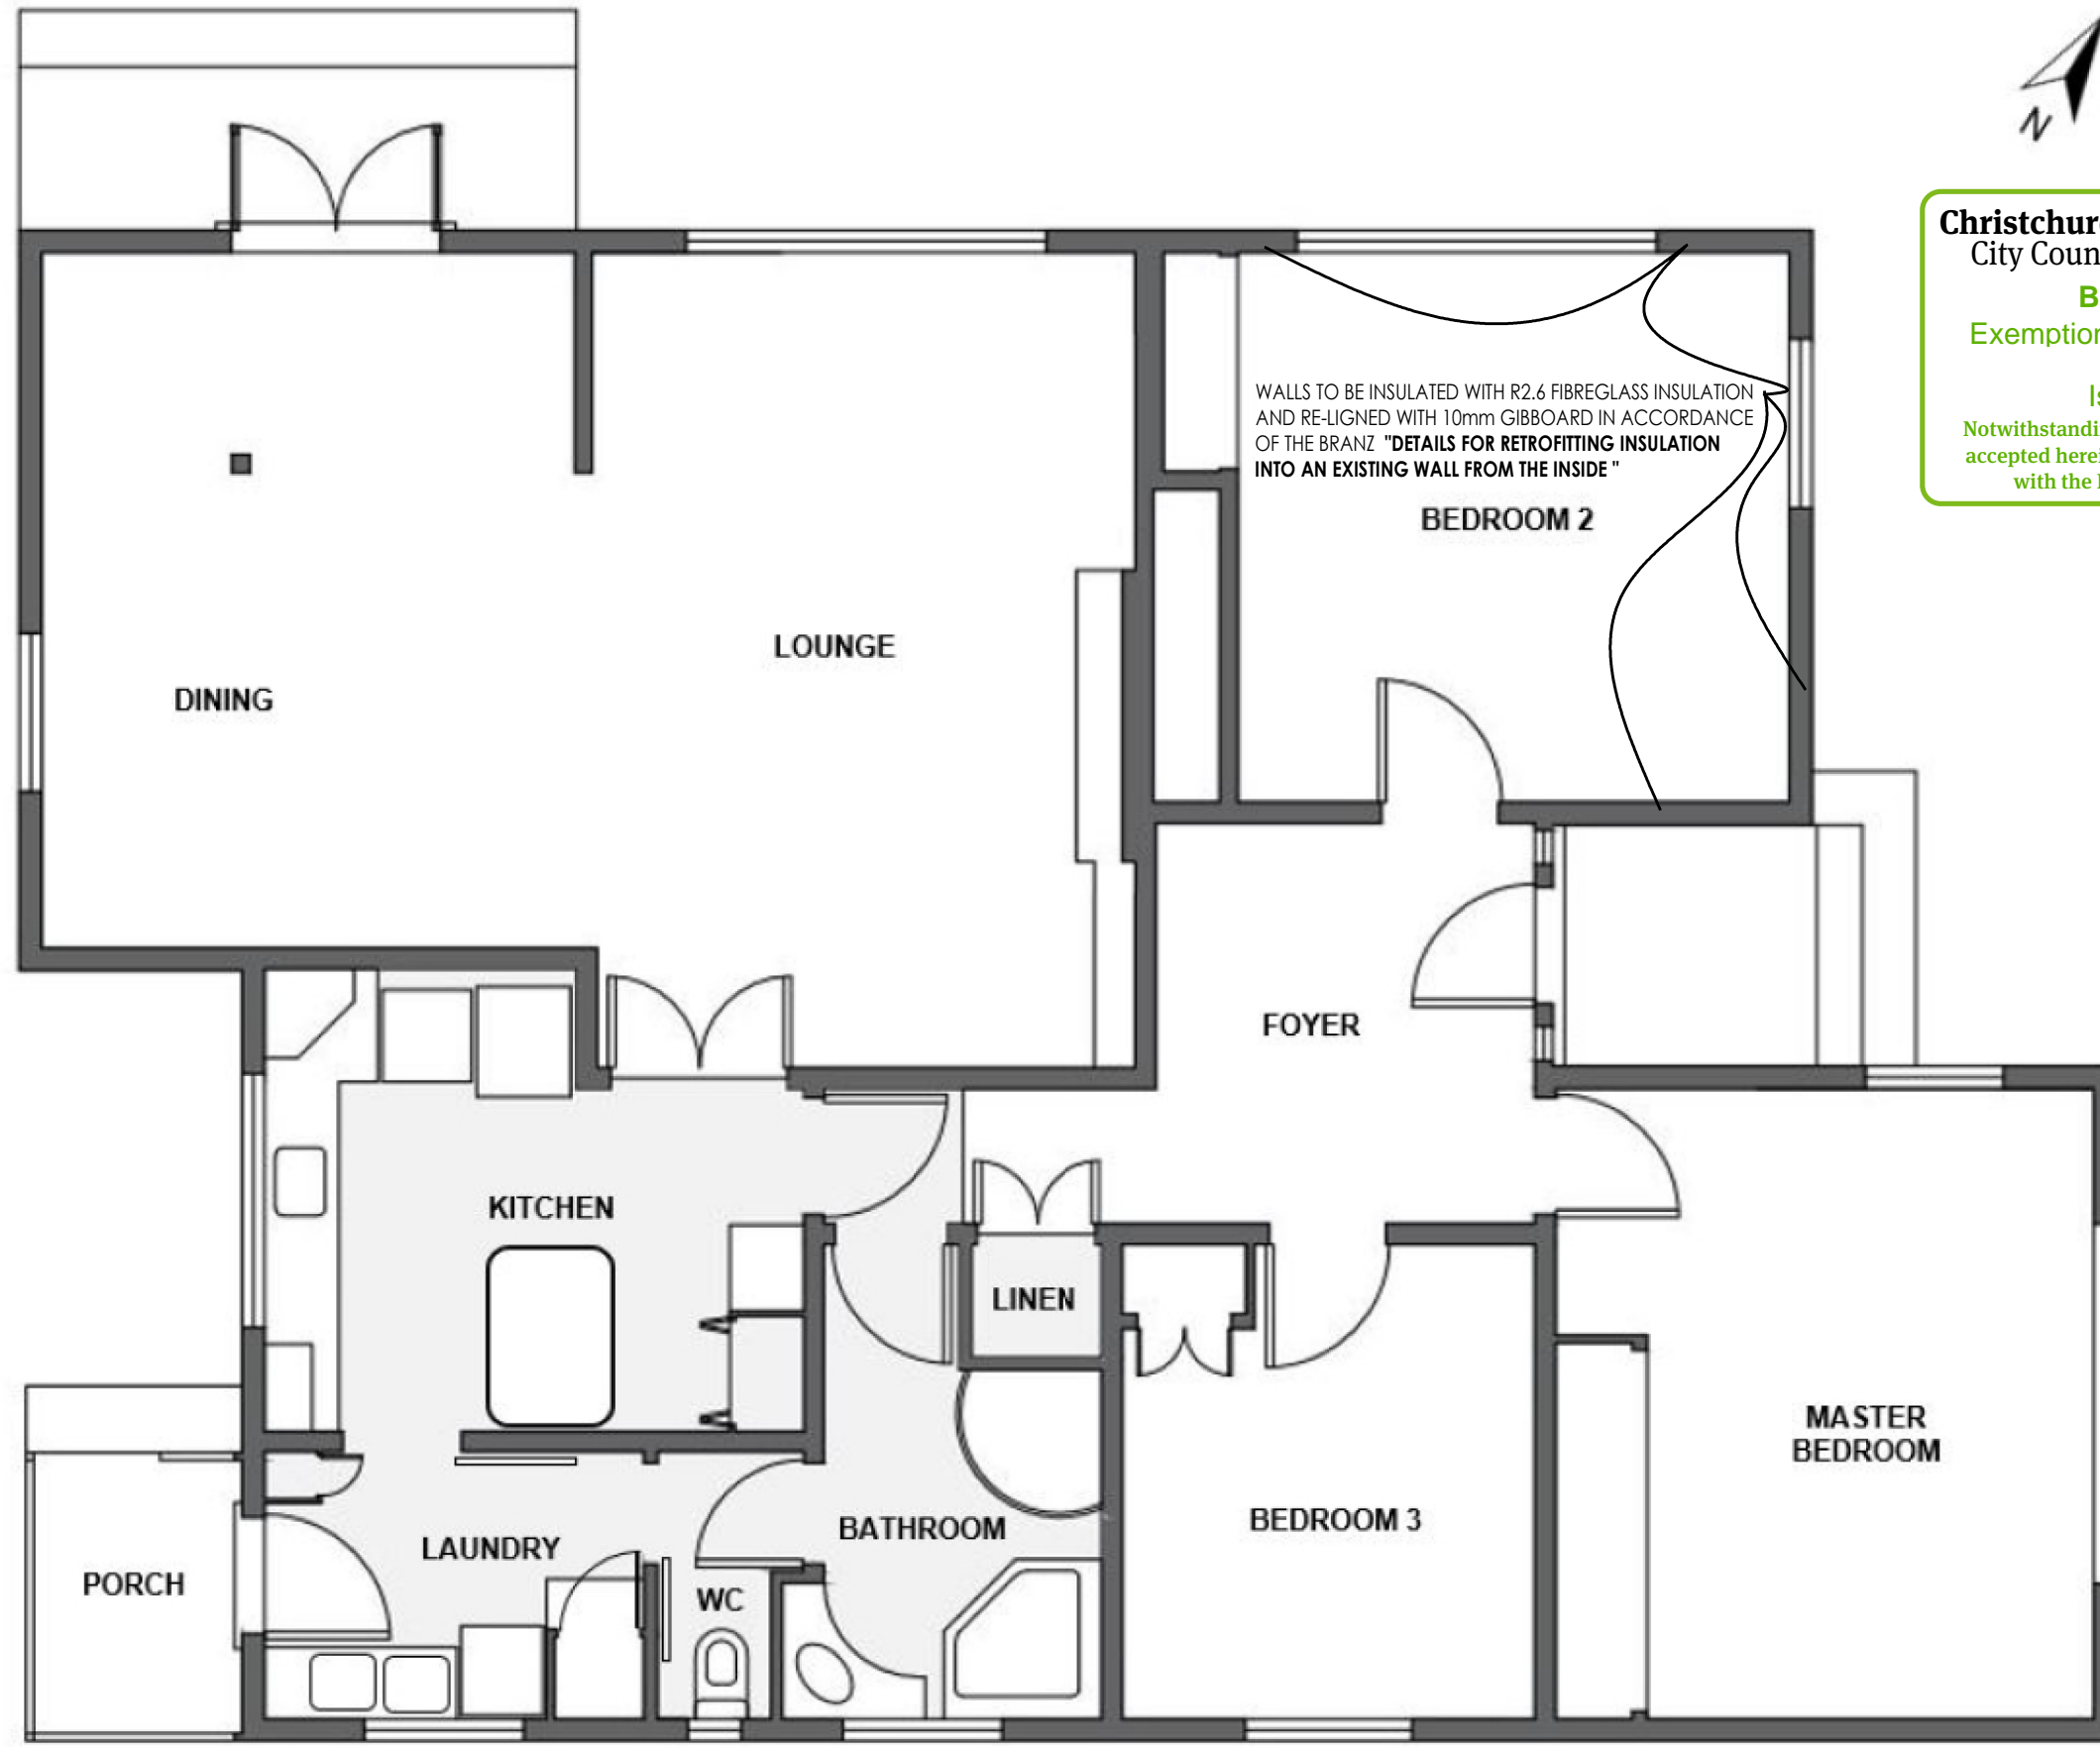 N
Christchur
City Coun
B
Exemption
Is
Notwithstandi
accepted herei
with the
WALLS TO BE INSULATED WITH R2.6 FIBREGLASS INSULATION
AND RE-LIGNED WITH 10mm GIBBOARD IN ACCORDANCE
OF THE BRANZ "DETAILS FOR RETROFITTING INSULATION
INTO AN EXISTING WALL FROM THE INSIDE "
BEDROOM 2
LOUNGE
DINING
FOYER
KITCHEN
LINEN
MASTER
BEDROOM
BEDROOM 3
BATHROOM
LAUNDRY
PORCH
WC